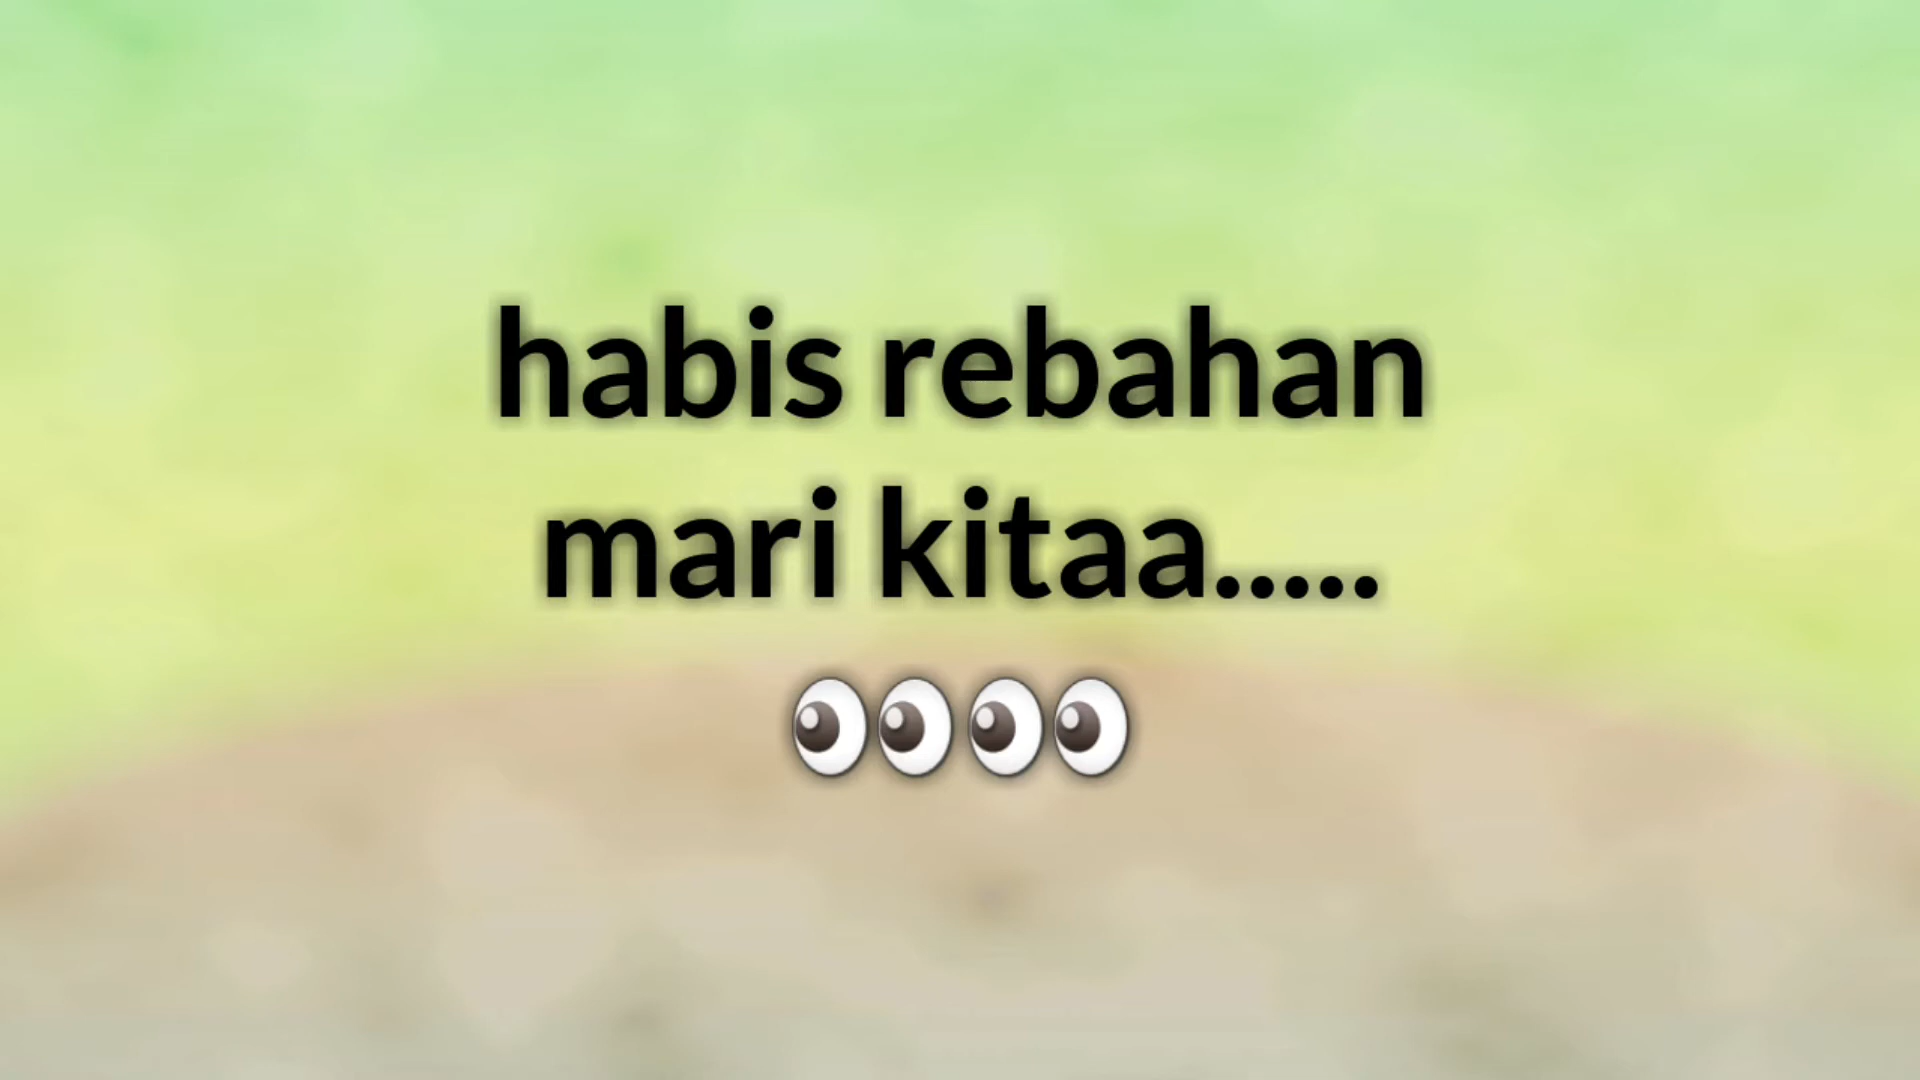 habis rebahan
mari kitaa.....
👀👀